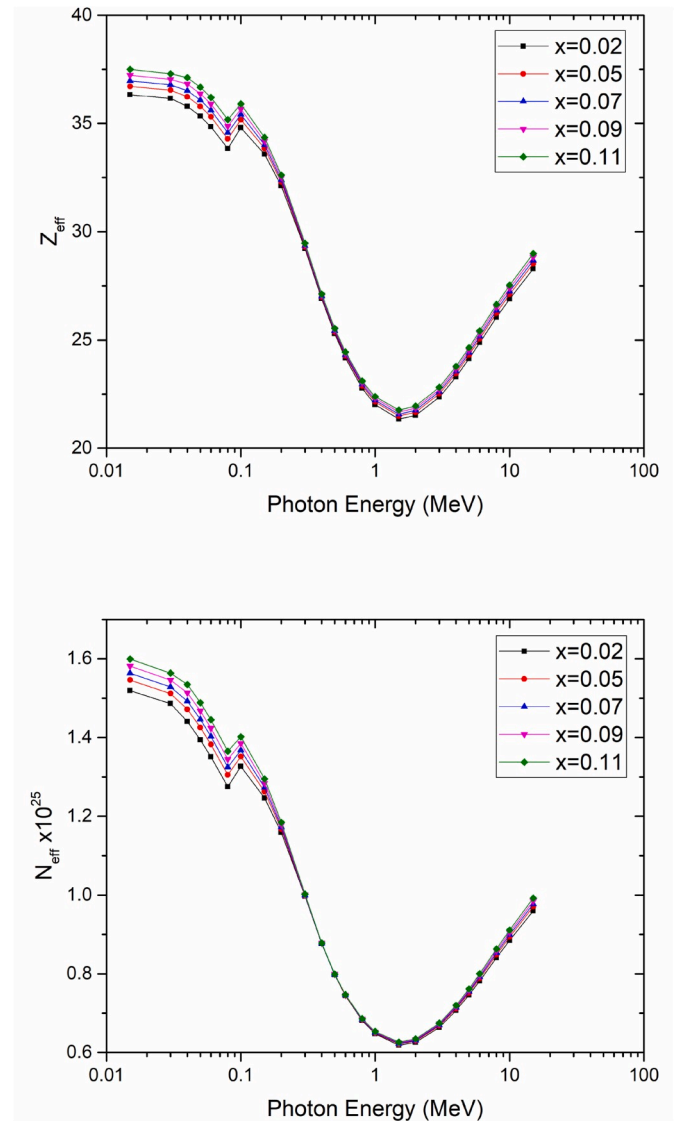 40
35
30
25
20
Z_eff
x=0.02
x=0.05
x=0.07
x=0.09
x=0.11
0.01 0.1 1 10 100
Photon Energy (MeV)
1.6
1.4
1.2
1.0
0.8
0.6
N_eff x10^25
x=0.02
x=0.05
x=0.07
x=0.09
x=0.11
0.01 0.1 1 10 100
Photon Energy (MeV)